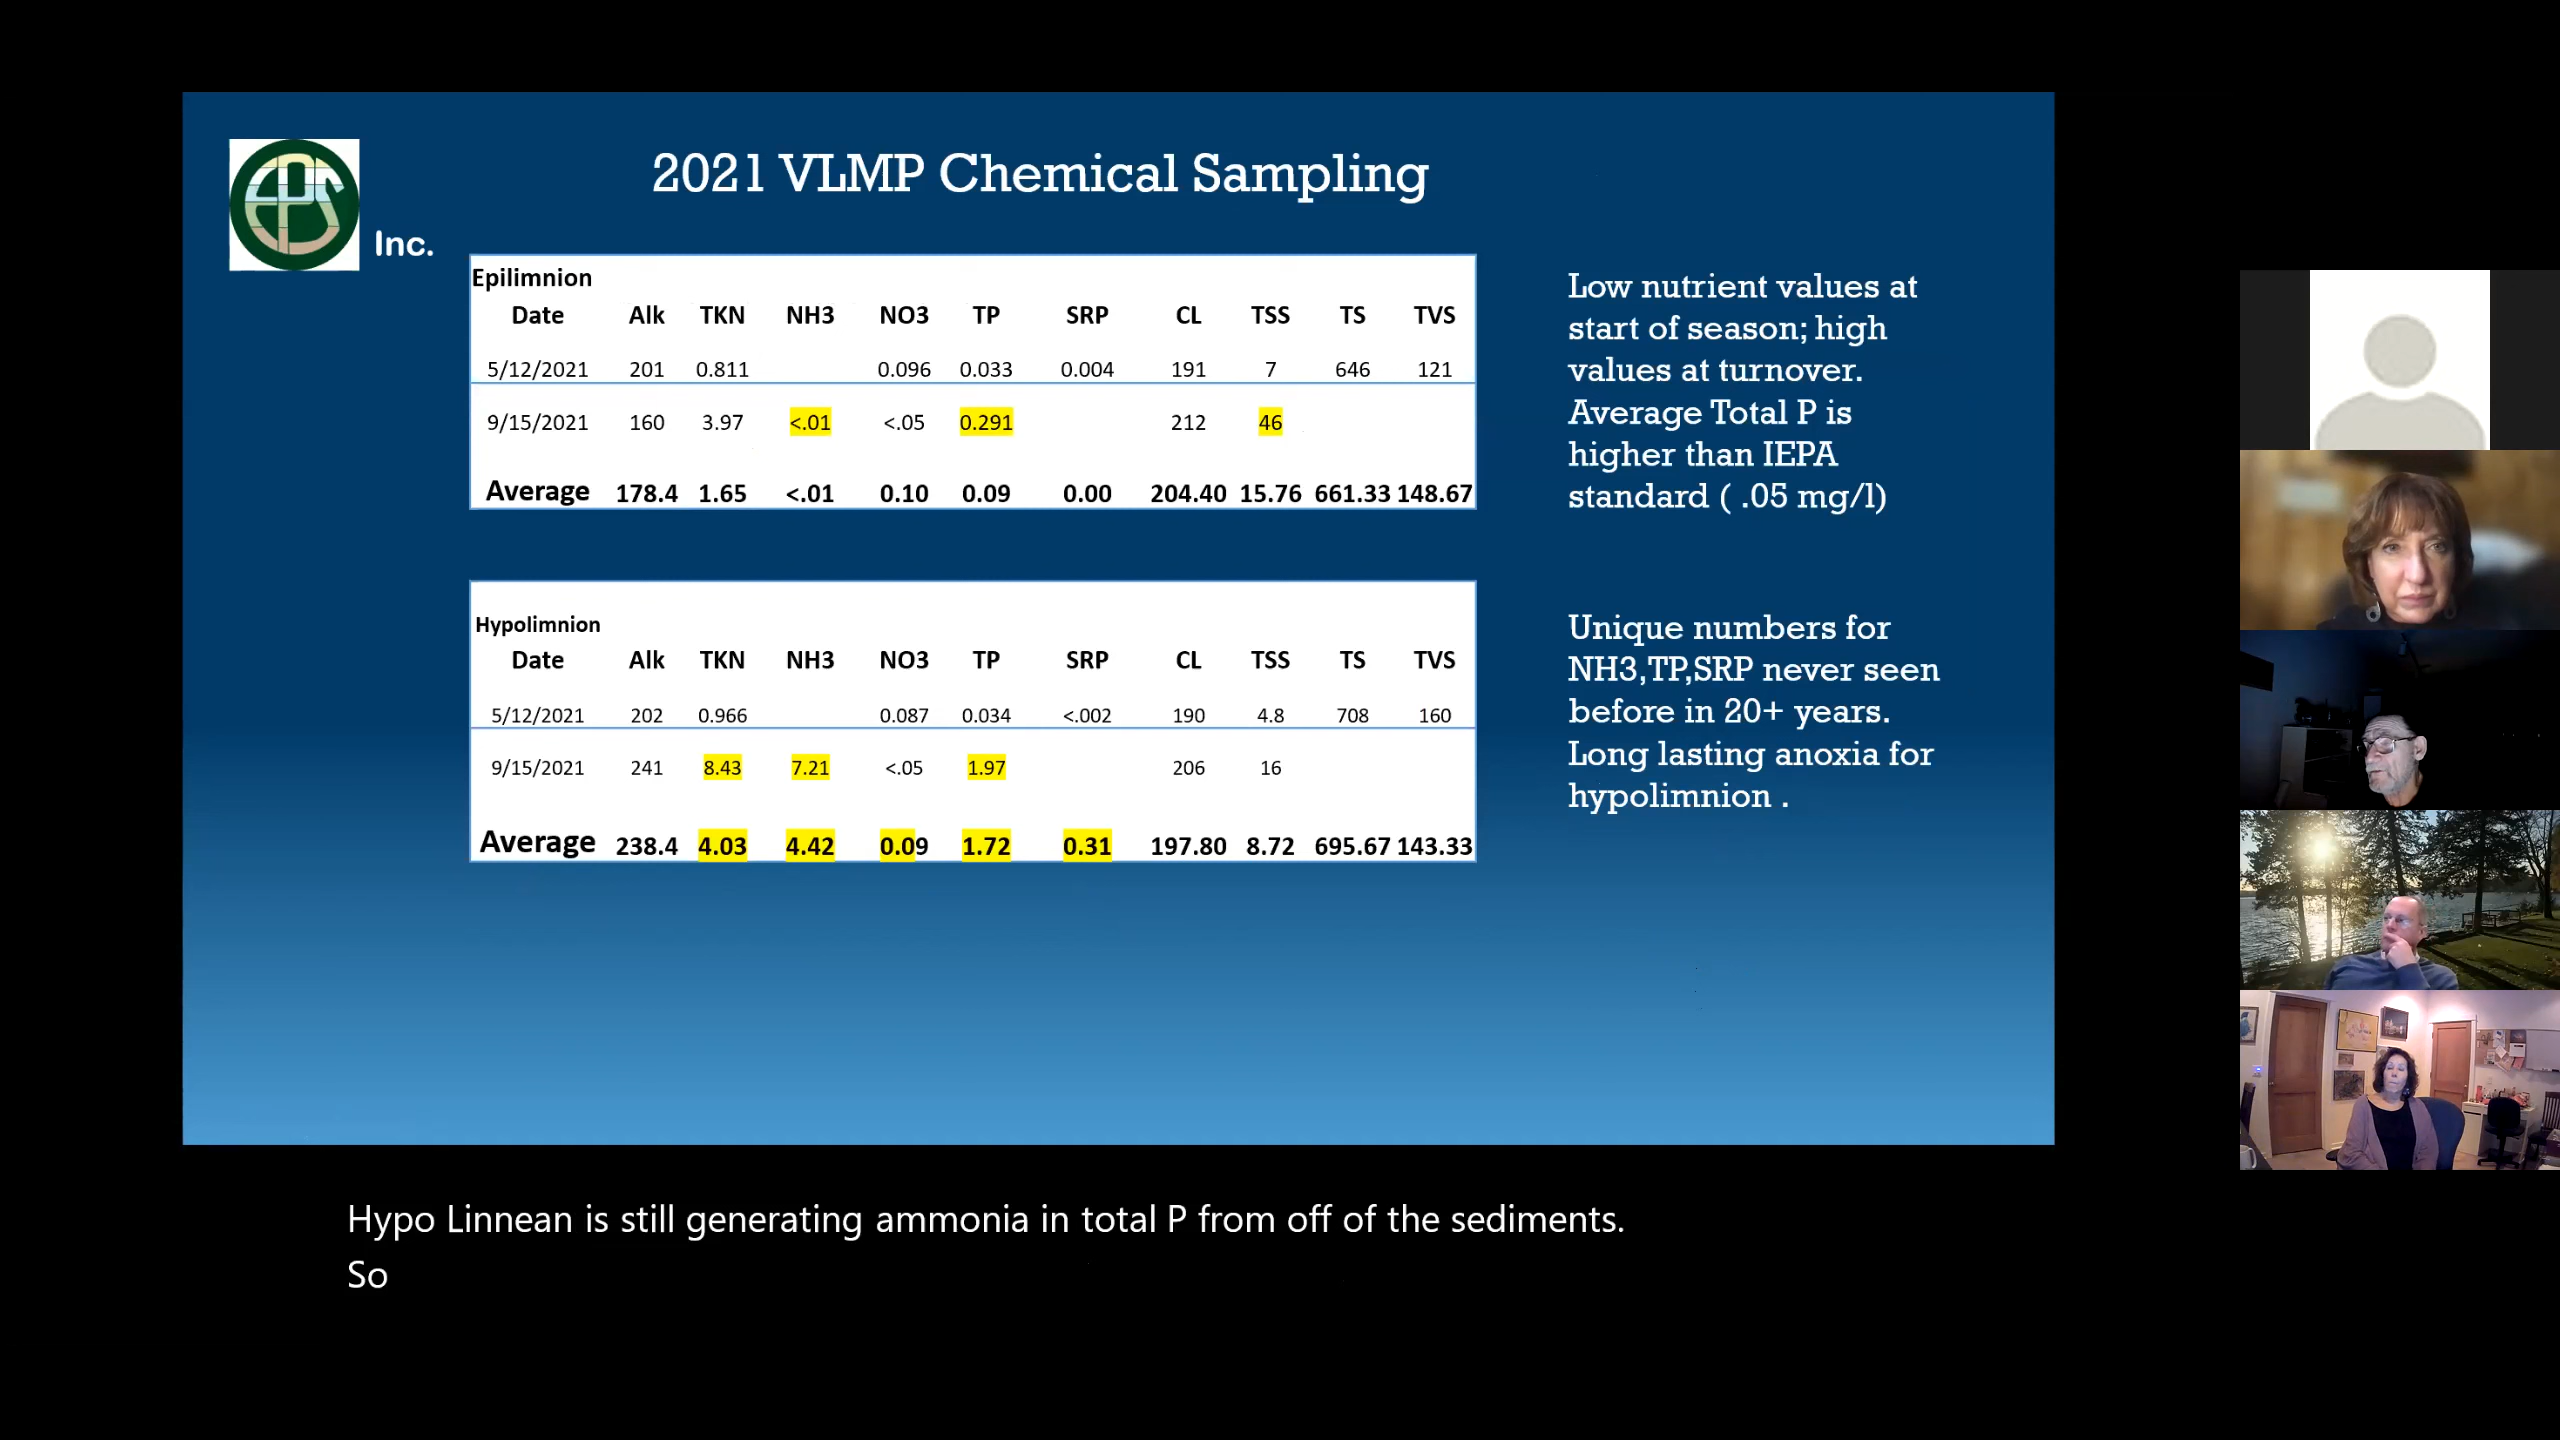 2021 VLMP Chemical Sampling
EPS
Inc.
Epilimnion
Date Alk TKN NH3 NO3 TP SRP CL TSS TS TVS
5/12/2021 201 0.811 0.096 0.033 0.004 191 7 646 121
9/15/2021 160 3.97 <.01 <.05 0.291 212 46
Average 178.4 1.65 <.01 0.10 0.09 0.00 204.40 15.76 661.33 148.67
Low nutrient values at
start of season; high
values at turnover.
Average Total P is
higher than IEPA
standard ( .05 mg/l)
Hypolimnion
Date Alk TKN NH3 NO3 TP SRP CL TSS TS TVS
5/12/2021 202 0.966 0.087 0.034 <.002 190 4.8 708 160
9/15/2021 241 8.43 7.21 <.05 1.97 206 16
Average 238.4 4.03 4.42 0.09 1.72 0.31 197.80 8.72 695.67 143.33
Unique numbers for
NH3,TP,SRP never seen
before in 20+ years.
Long lasting anoxia for
hypolimnion .
Hypo Linnean is still generating ammonia in total P from off of the sediments.
So